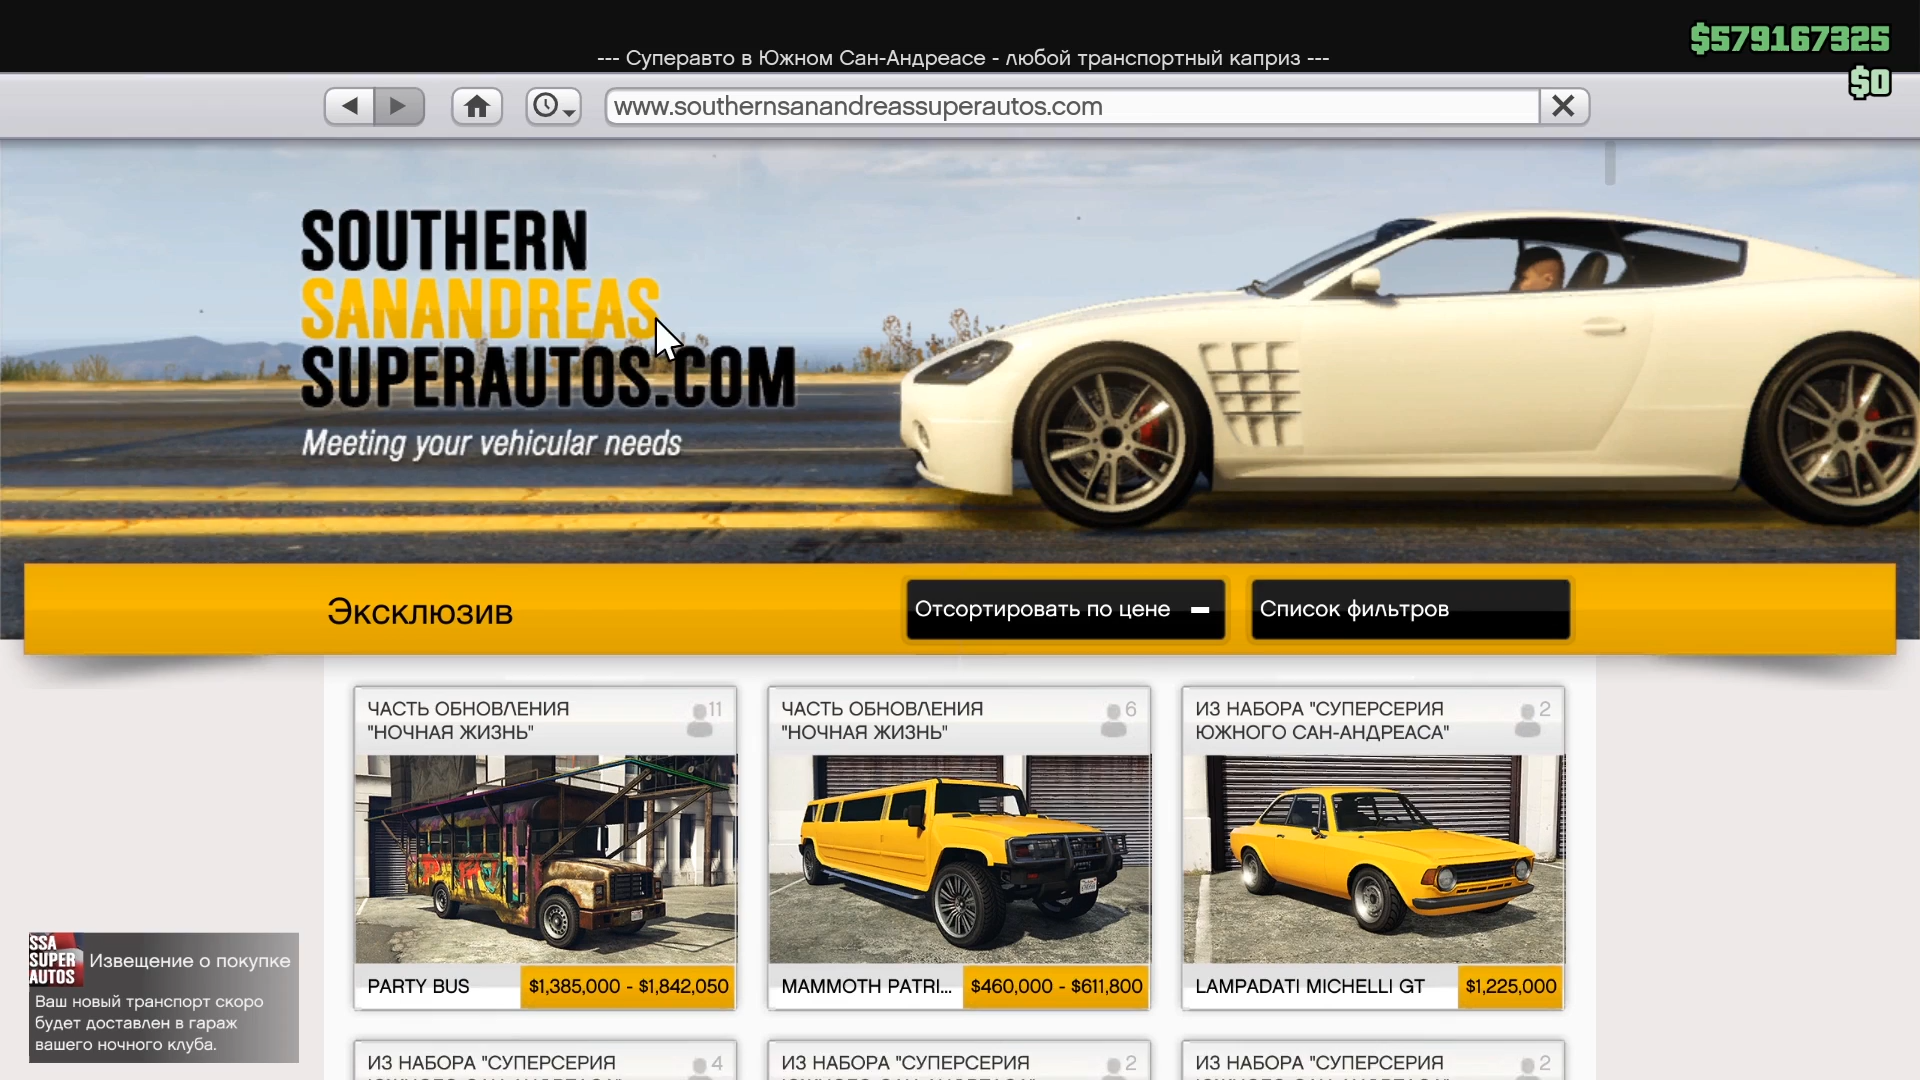 $579167325
--- Суперавто в Южном Сан-Андреасе - любой транспортный каприз ---
$0
www.southernsanandreassuperautos.com
SOUTHERN
SANANDREAS
SUPERAUTOS.COM
Meeting your vehicular needs
Эксклюзив
Отсортировать по цене
Список фильтров
ЧАСТЬ ОБНОВЛЕНИЯ
"НОЧНАЯ ЖИЗНЬ"
11
PARTY BUS
$1,385,000 - $1,842,050
ЧАСТЬ ОБНОВЛЕНИЯ
"НОЧНАЯ ЖИЗНЬ"
6
MAMMOTH PATRI...
$460,000 - $611,800
ИЗ НАБОРА "СУПЕРСЕРИЯ
ЮЖНОГО САН-АНДРЕАСА"
2
LAMPADATI MICHELLI GT
$1,225,000
SSA
SUPER
AUTOS
Извещение о покупке
Ваш новый транспорт скоро
будет доставлен в гараж
вашего ночного клуба.
ИЗ НАБОРА "СУПЕРСЕРИЯ
4
ИЗ НАБОРА "СУПЕРСЕРИЯ
2
ИЗ НАБОРА "СУПЕРСЕРИЯ
2